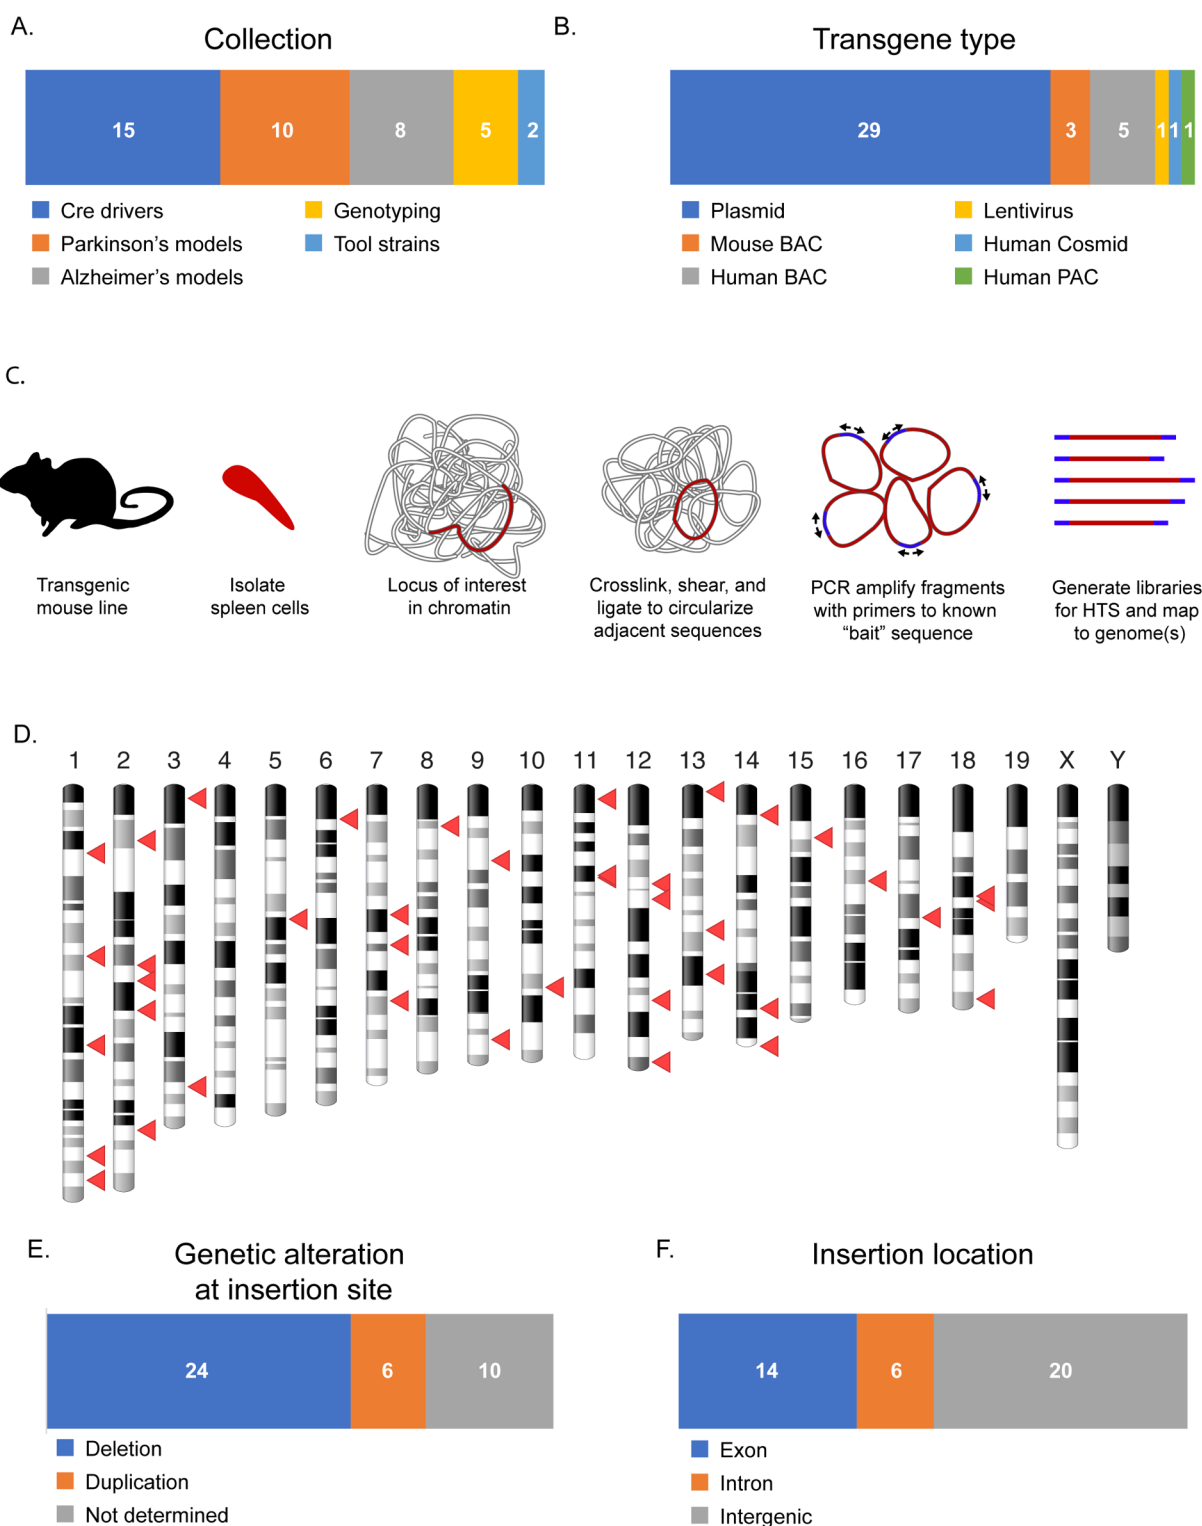 A.
Collection
15 10 8 5 2
Cre drivers
Parkinson's models
Alzheimer's models
Genotyping
Tool strains
B.
Transgene type
29 3 5 1 1 1
Plasmid
Mouse BAC
Human BAC
Lentivirus
Human Cosmid
Human PAC
C.
Transgenic
mouse line
Isolate
spleen cells
Locus of interest
in chromatin
Crosslink, shear, and
ligate to circularize
adjacent sequences
PCR amplify fragments
with primers to known
“bait” sequence
Generate libraries
for HTS and map
to genome(s)
D.
1 2 3 4 5 6 7 8 9 10 11 12 13 14 15 16 17 18 19 X Y
E.
Genetic alteration
at insertion site
24 6 10
Deletion
Duplication
Not determined
F.
Insertion location
14 6 20
Exon
Intron
Intergenic